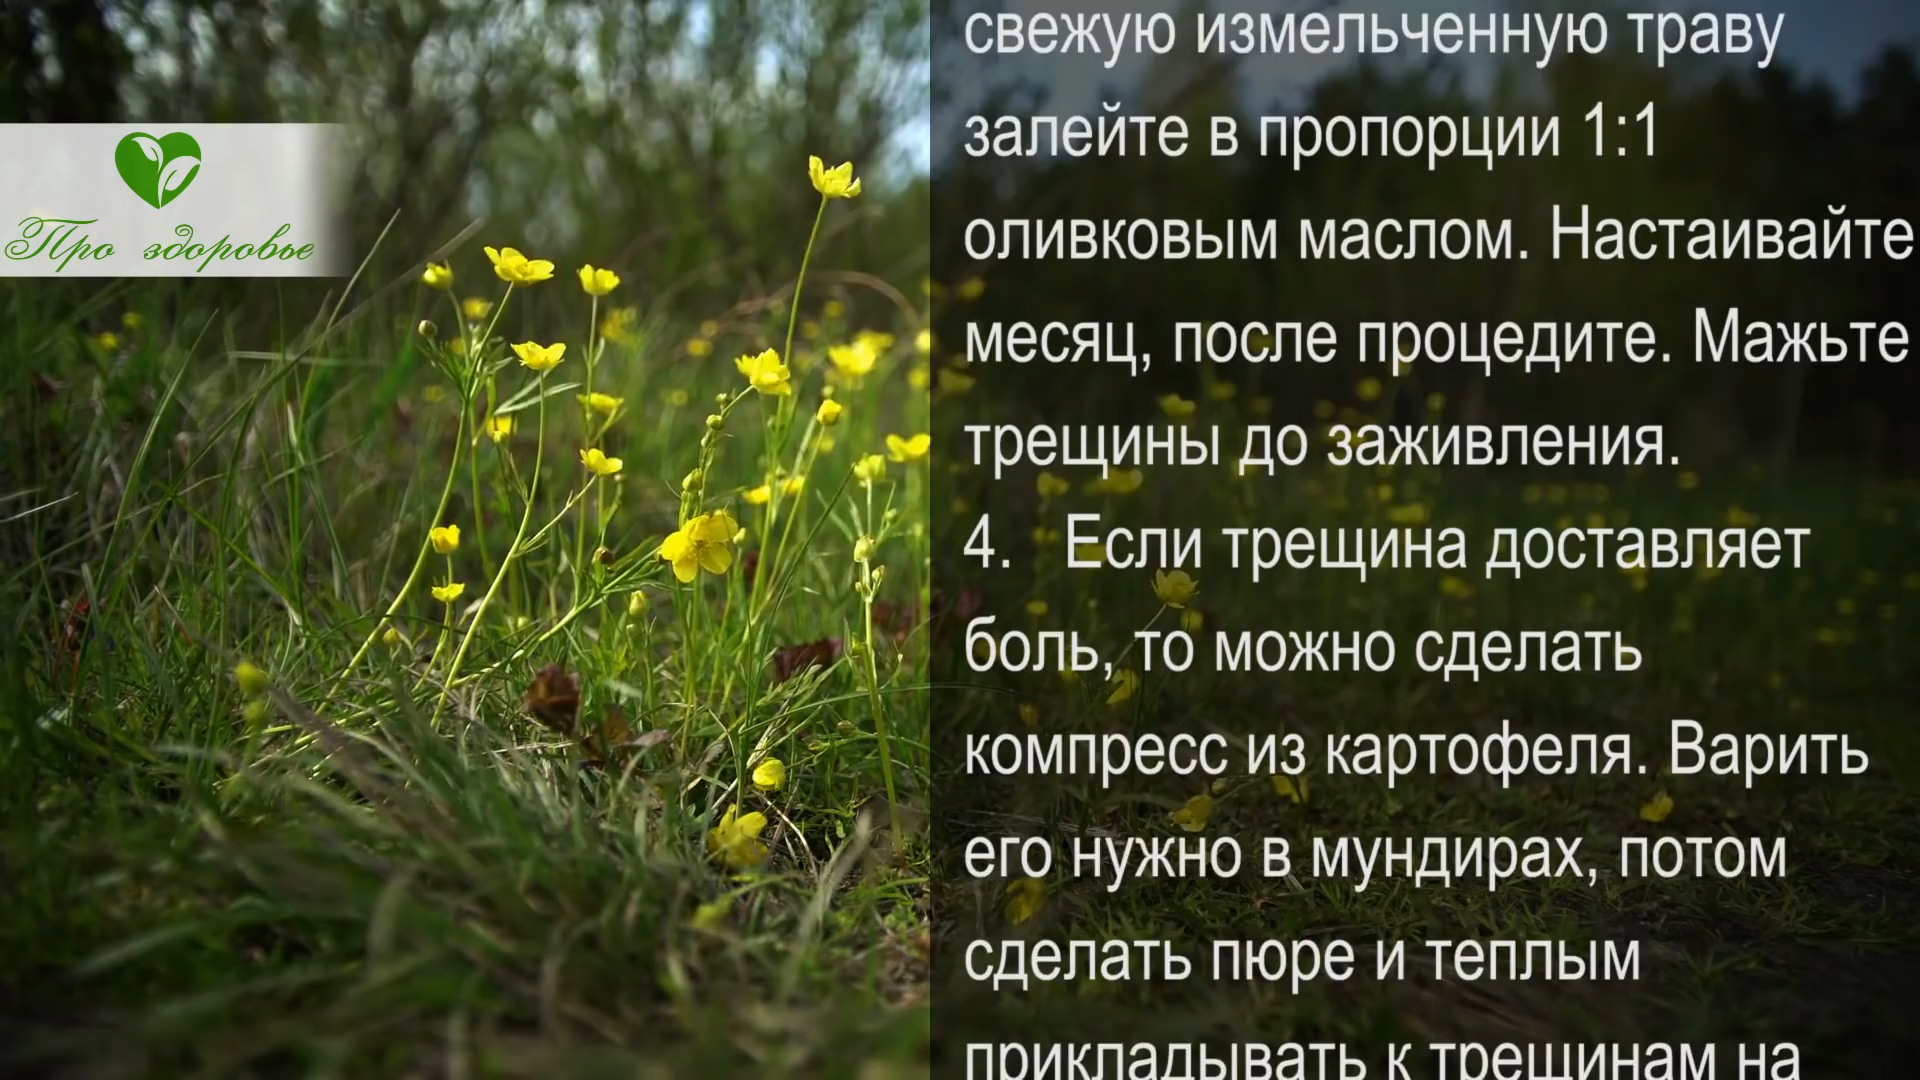 Про здоровье
свежую измельченную траву
залейте в пропорции 1:1
оливковым маслом. Настаивайте
месяц, после процедите. Мажьте
трещины до заживления.
4. Если трещина доставляет
боль, то можно сделать
компресс из картофеля. Варить
его нужно в мундирах, потом
сделать пюре и теплым
прикладывать к трещинам на